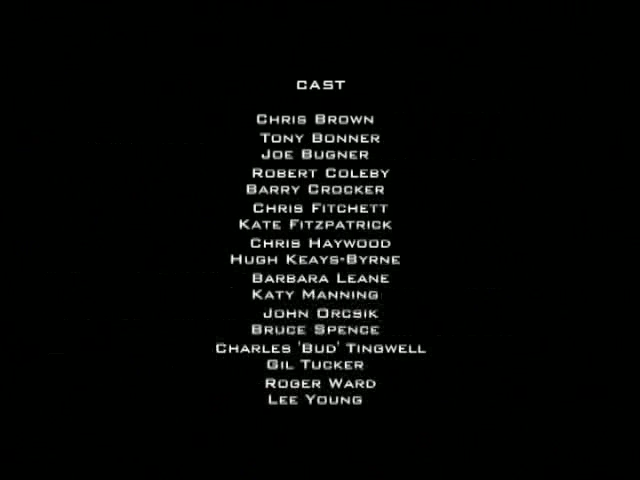 CAST
CHRIS BROWN
TONY BONNER
JOE BUGNER
ROBERT COLEBY
BARRY CROCKER
CHRIS FITCHETT
KATE FITZPATRICK
CHRIS HAYWOOD
HUGH KEAYS-BYRNE
BARBARA LEANE
KATY MANNING
JOHN ORCSIK
BRUCE SPENCE
CHARLES 'BUD' TINGWELL
GIL TUCKER
ROGER WARD
LEE YOUNG